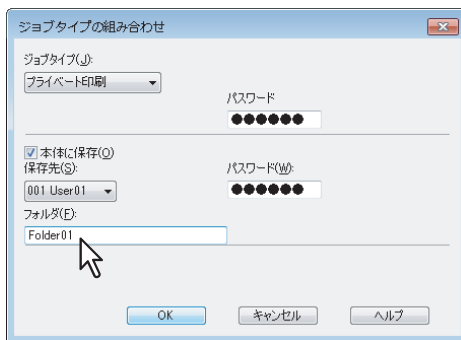 ジョブタイプの組み合わせ
ジョブタイプ(J):
プライベート印刷
パスワード
●●●●●●
本体に保存(O)
保存先(S):
パスワード(W):
001 User01
●●●●●●
フォルダ(F):
Folder01
OK キャンセル ヘルプ